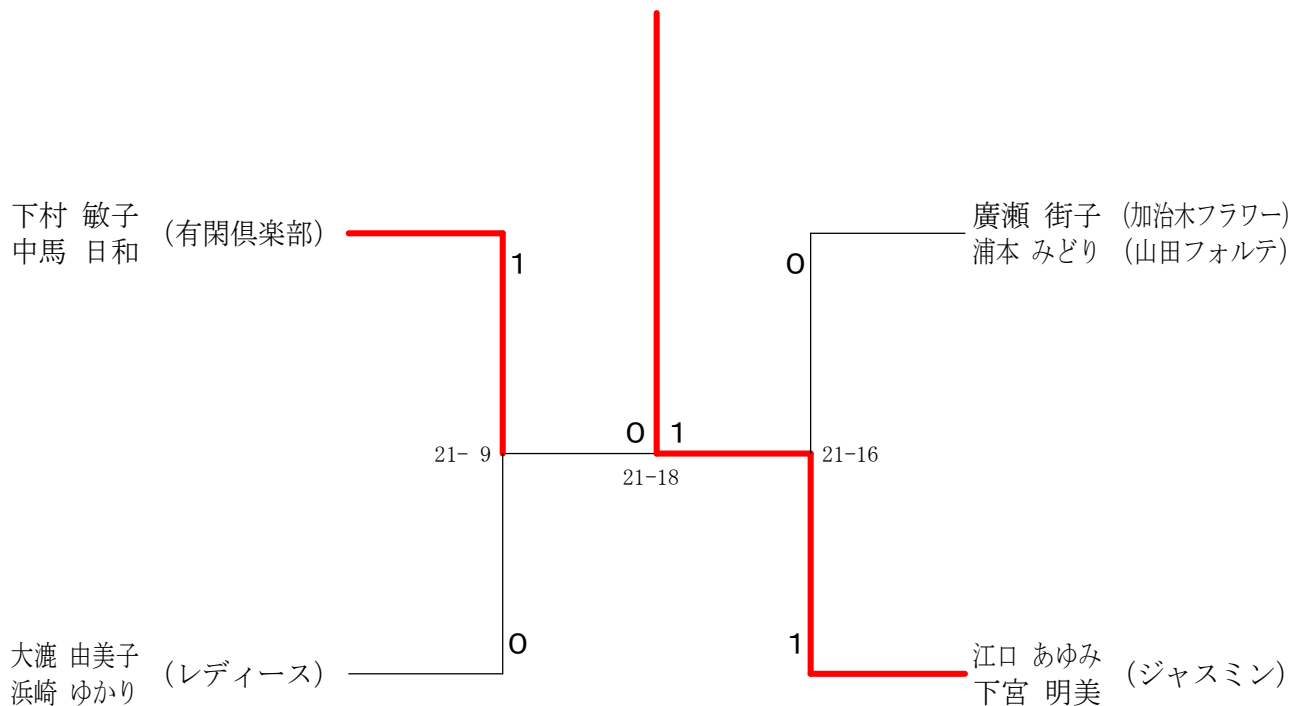 下村 敏子
中馬 日和
(有閑倶楽部)
1
廣瀬 街子 (加治木フラワー)
浦本 みどり (山田フォルテ)
0
21- 9
0 1
21-18
21-16
大漉 由美子
浜崎 ゆかり
(レディース)
0
1
江口 あゆみ
下宮 明美
(ジャスミン)